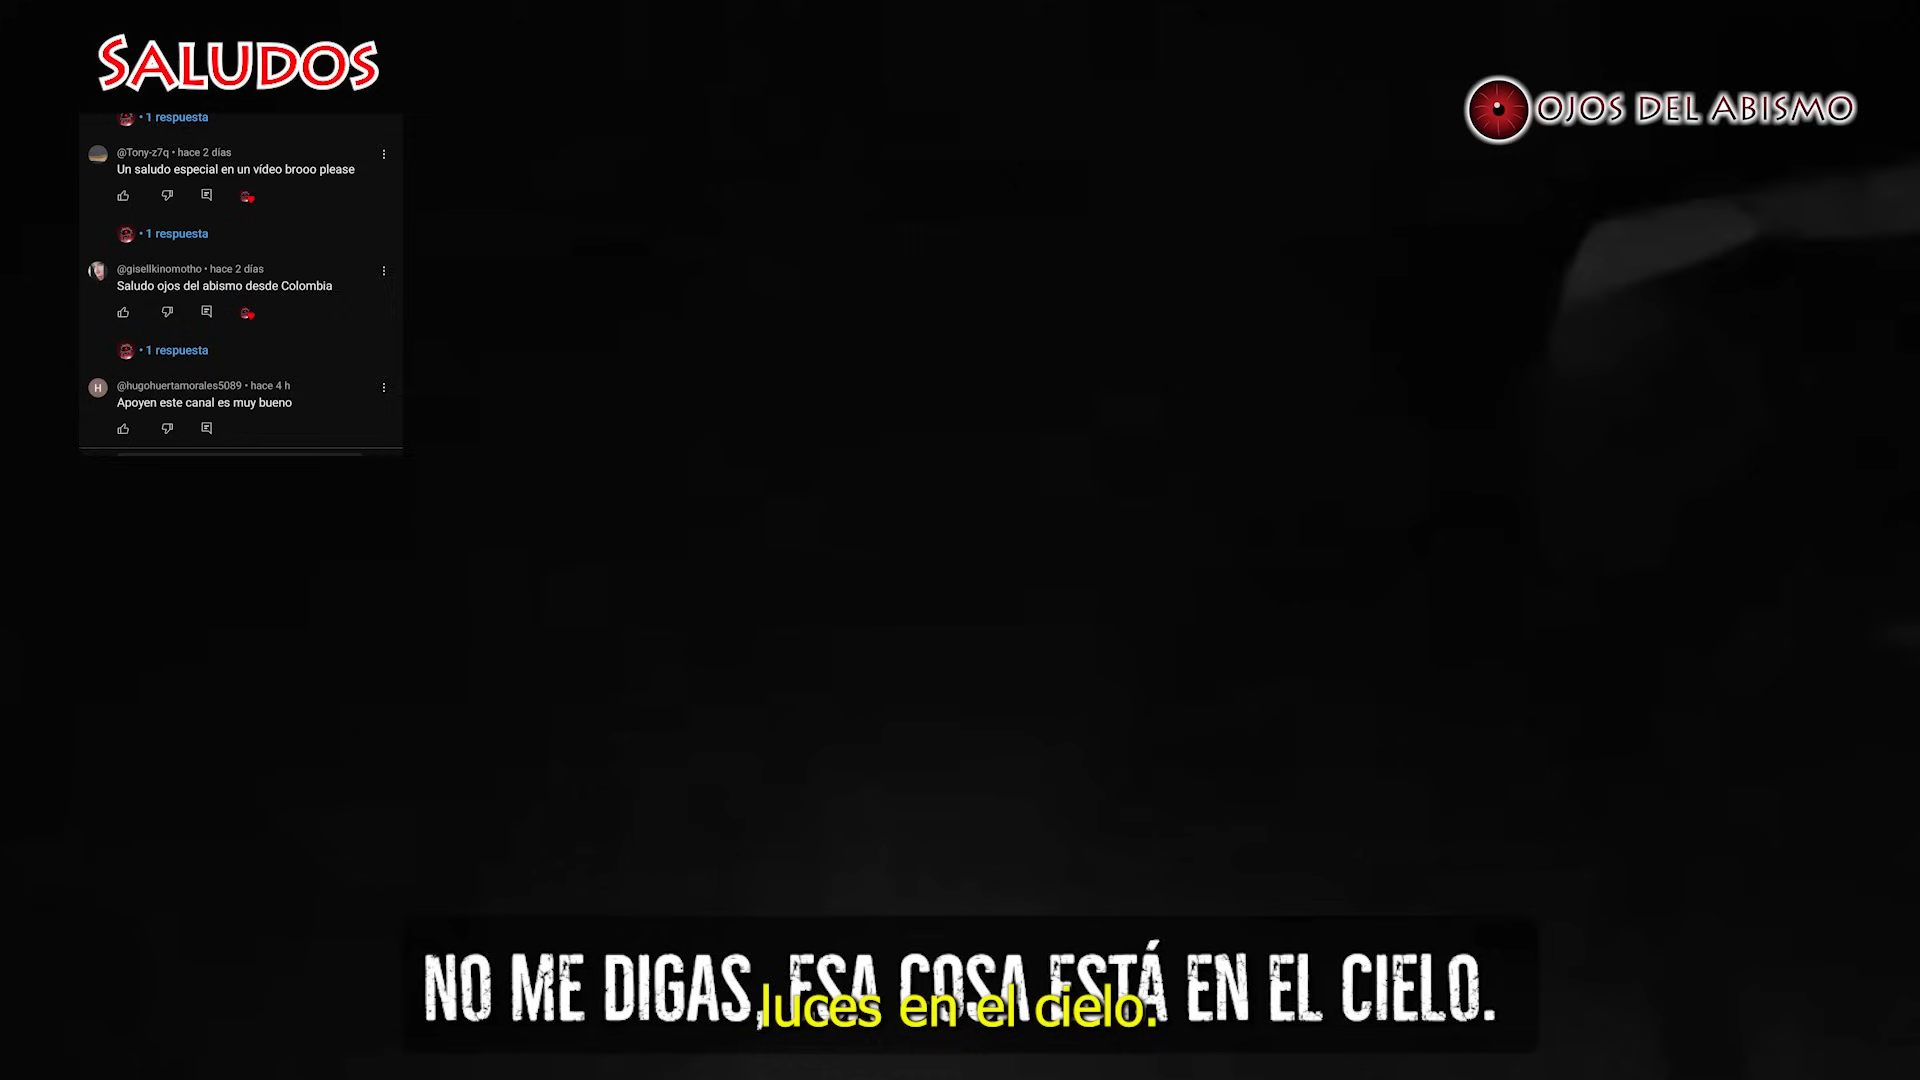 SALUDOS
• 1 respuesta
@Tony-z7q • hace 2 días
Un saludo especial en un vídeo brooo please
• 1 respuesta
@gisellkinomotho • hace 2 días
Saludo ojos del abismo desde Colombia
• 1 respuesta
H
@hugohuertamorales5089 • hace 4 h
Apoyen este canal es muy bueno
OJOS DEL ABISMO
NO ME DIGAS, ESA COSA ESTÁ EN EL CIELO.
luces en el cielo.